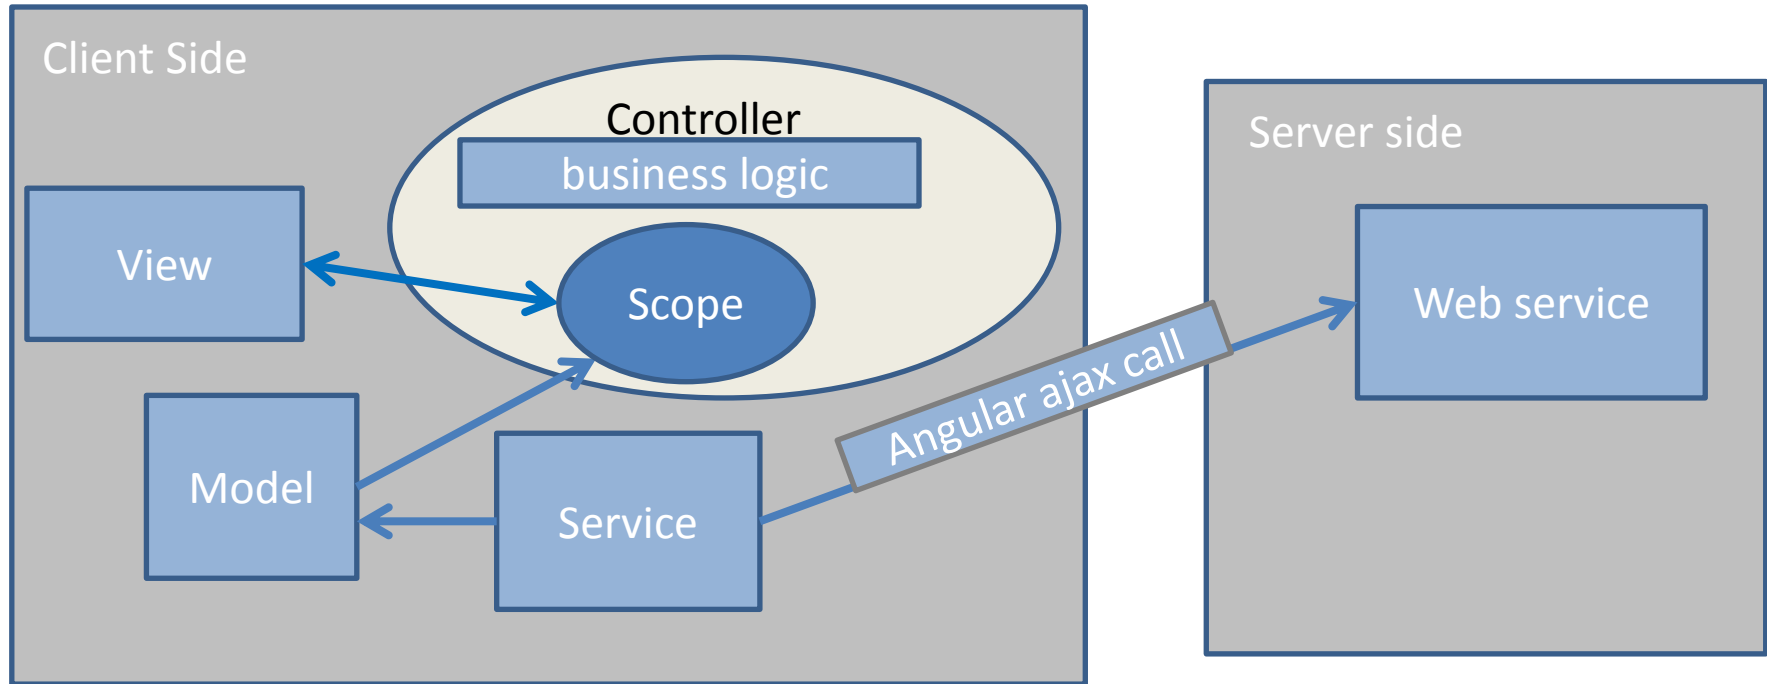 Client Side
Controller
business logic
View
Scope
Model
Service
Angular ajax call
Server side
Web service